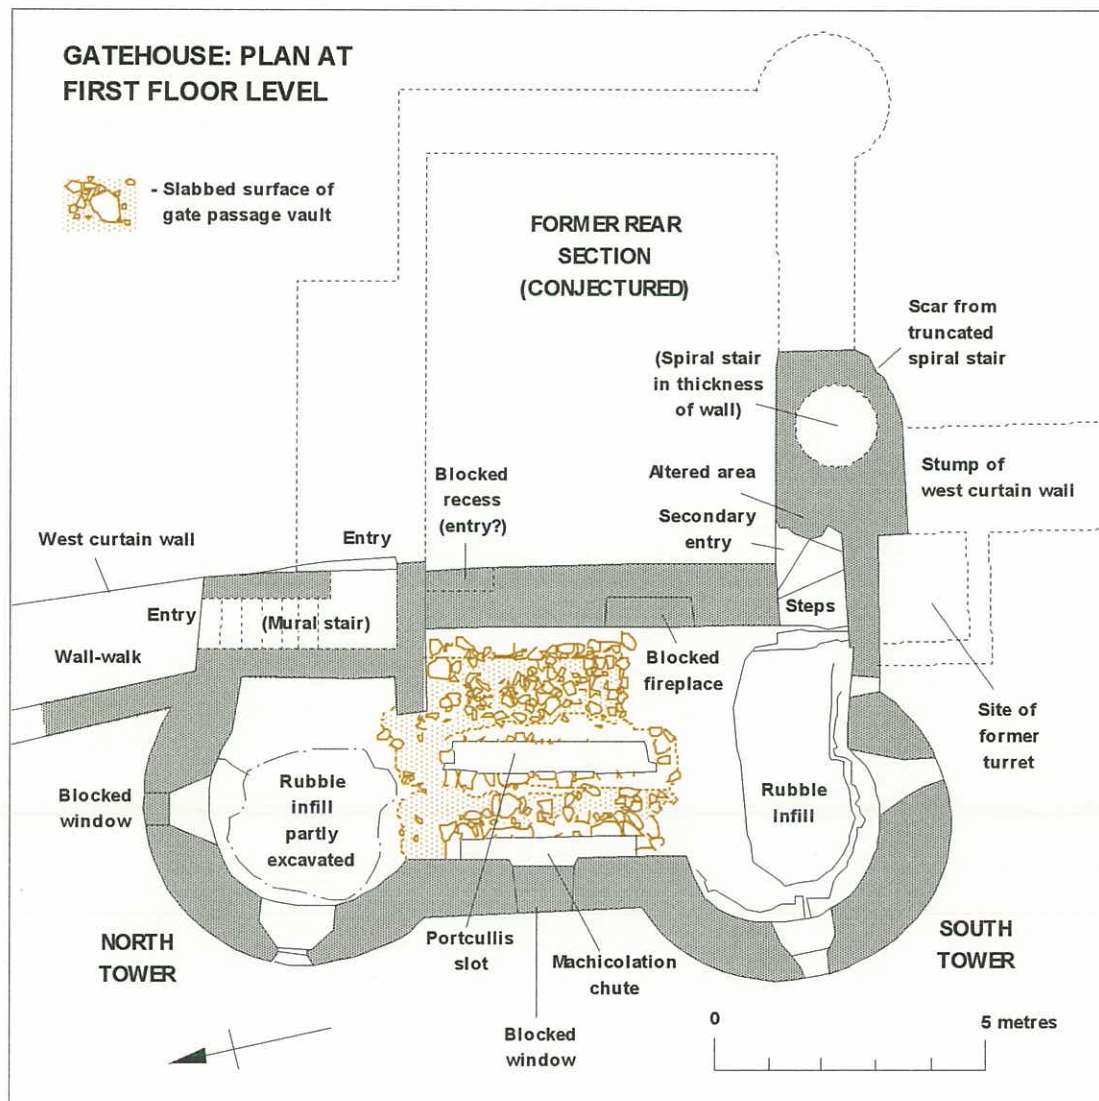 GATEHOUSE: PLAN AT
FIRST FLOOR LEVEL
- Slabbed surface of
gate passage vault
FORMER REAR
SECTION
(CONJECTURED)
Scar from
truncated
spiral stair
(Spiral stair
in thickness
of wall)
Altered area
Stump of
west curtain wall
Blocked
recess
(entry?)
Secondary
entry
West curtain wall
Entry
Entry
(Mural stair)
Steps
Wall-walk
Blocked
fireplace
Site of
former
turret
Blocked
window
Rubble
infill
partly
excavated
Rubble
infill
NORTH
TOWER
Portcullis
slot
Machicolation
chute
SOUTH
TOWER
Blocked
window
0
5 metres